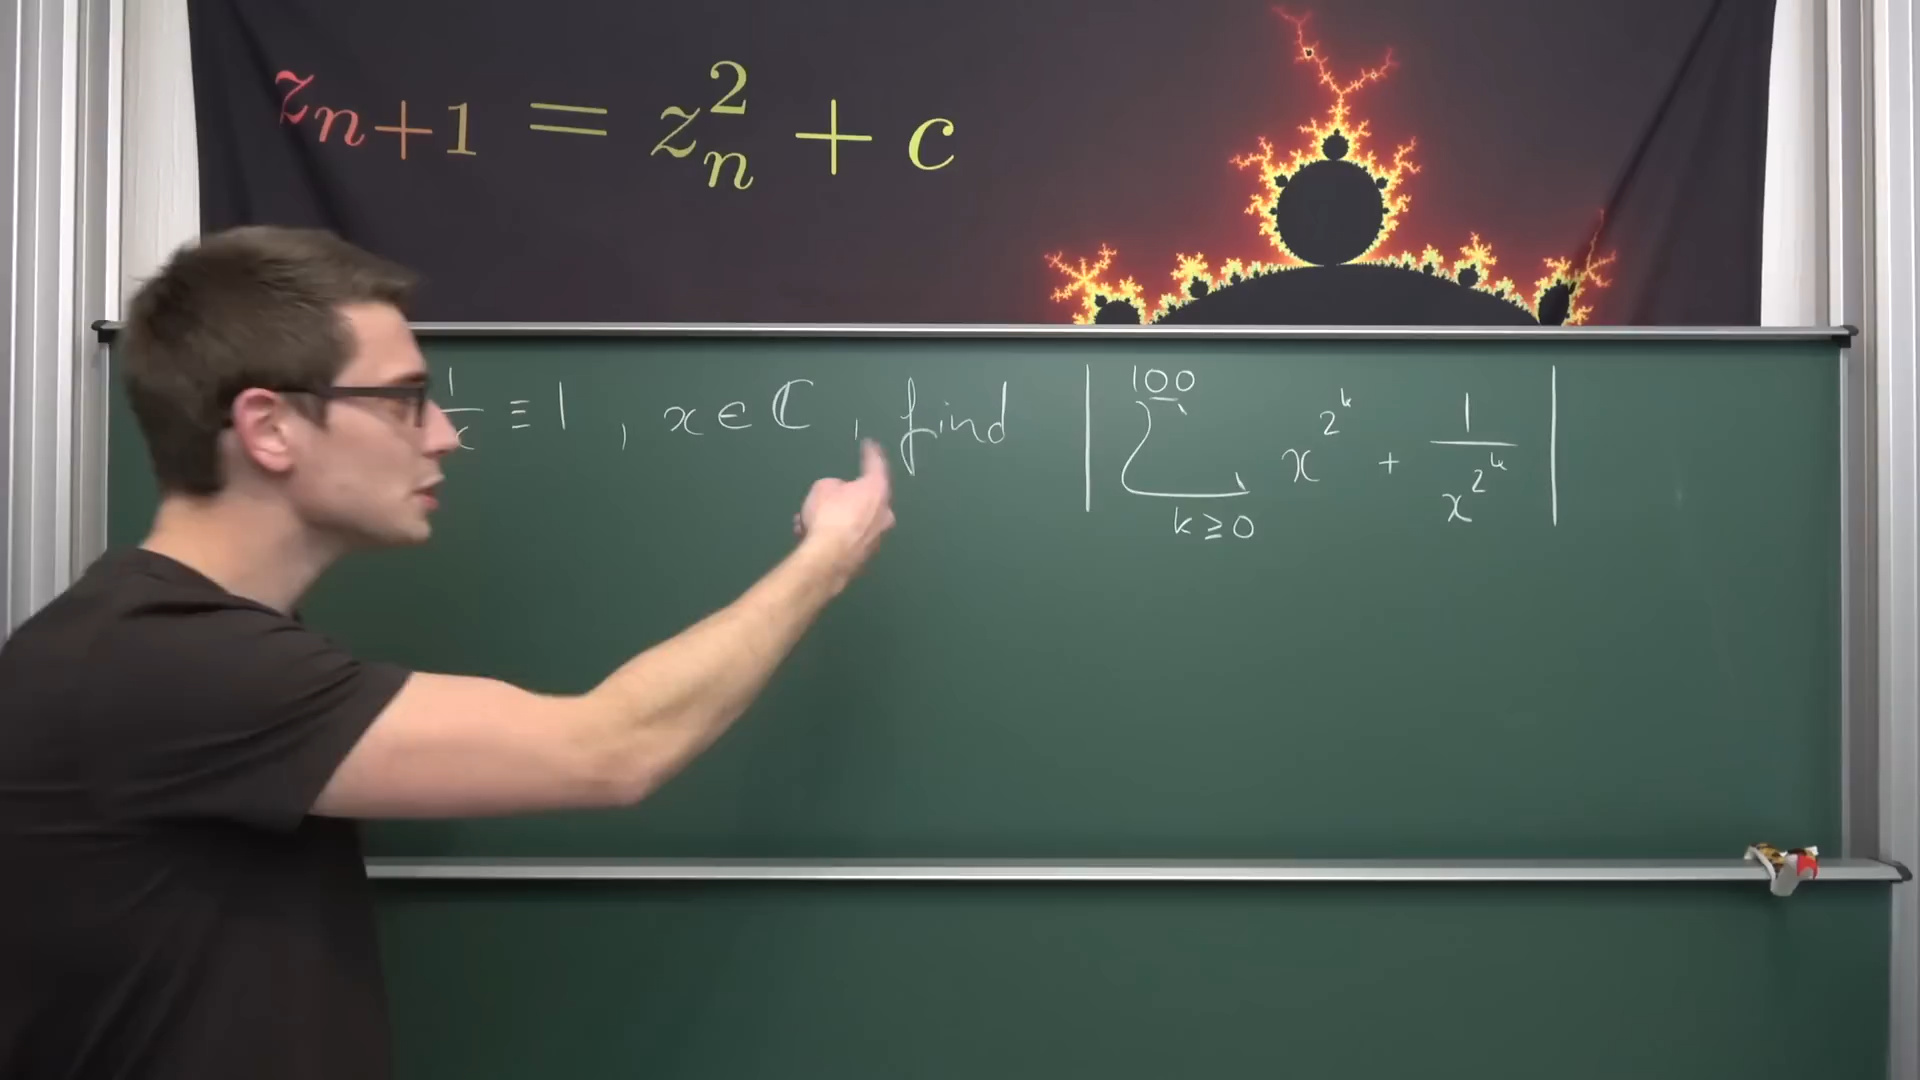 z_{n+1} = z_n^2 + c
1/x ≡ 1 , x ∈ ℂ , find | ∑_{k≥0}^{100} x^{2^k} + 1/x^{2^k} |